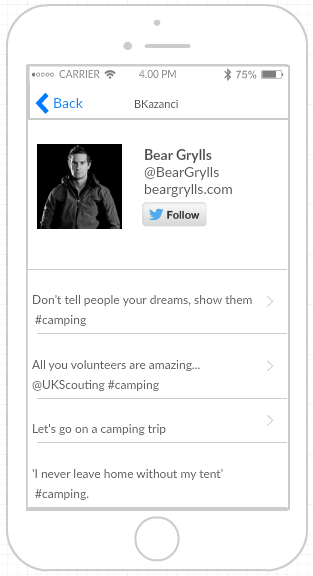 CARRIER 4.00 PM 75%
Back BKazanci
Bear Grylls
@BearGrylls
beargrylls.com
Follow
Don't tell people your dreams, show them
#camping
All you volunteers are amazing...
@UKScouting #camping
Let's go on a camping trip
'I never leave home without my tent'
#camping.